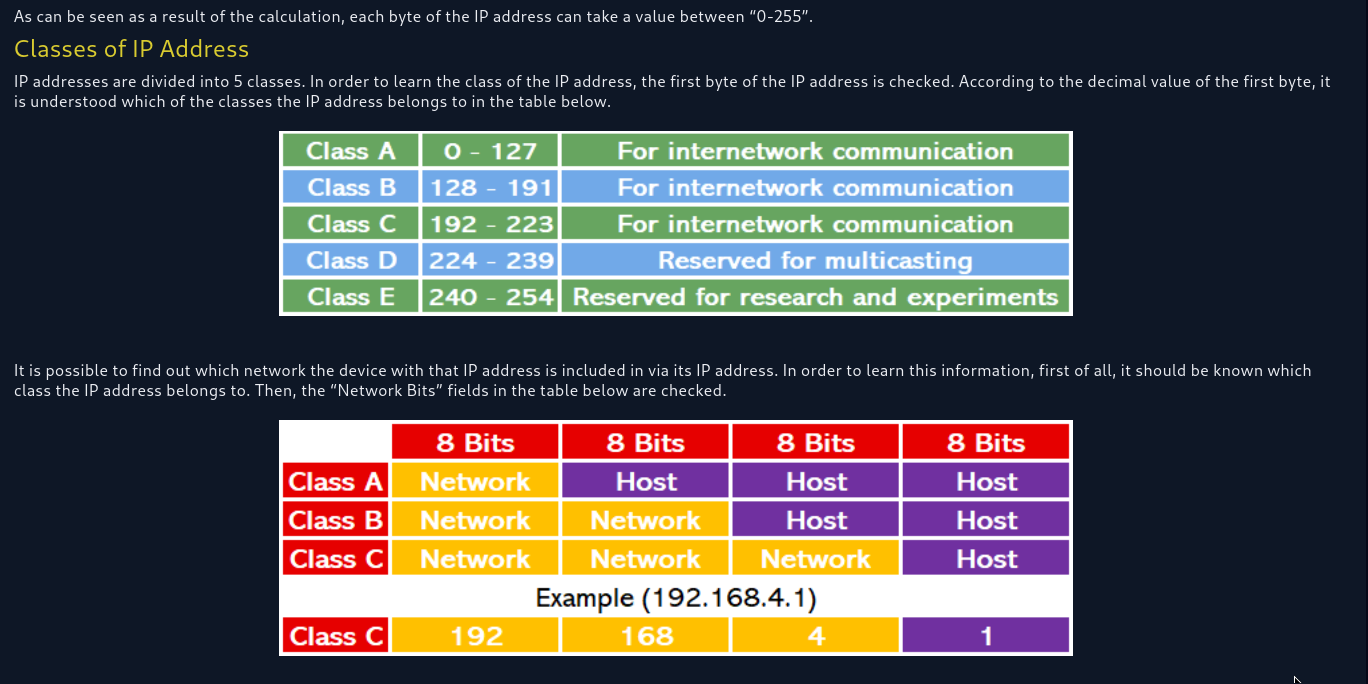 As can be seen as a result of the calculation, each byte of the IP address can take a value between “0-255”.
Classes of IP Address
IP addresses are divided into 5 classes. In order to learn the class of the IP address, the first byte of the IP address is checked. According to the decimal value of the first byte, it
is understood which of the classes the IP address belongs to in the table below.
Class A 0 - 127 For internetwork communication
Class B 128 - 191 For internetwork communication
Class C 192 - 223 For internetwork communication
Class D 224 - 239 Reserved for multicasting
Class E 240 - 254 Reserved for research and experiments
It is possible to find out which network the device with that IP address is included in via its IP address. In order to learn this information, first of all, it should be known which
class the IP address belongs to. Then, the “Network Bits” fields in the table below are checked.
8 Bits 8 Bits 8 Bits 8 Bits
Class A Network Host Host Host
Class B Network Network Host Host
Class C Network Network Network Host
Example (192.168.4.1)
Class C 192 168 4 1